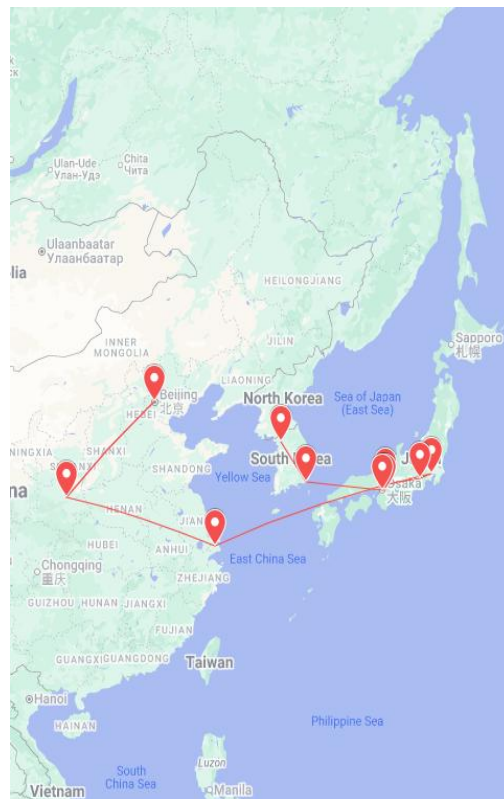 Ulan-Ude
Улан-Удэ
Chita
Чита
Ulaanbaatar
Улаанбаатар
lia
HEILONGJIANG
Sapporo
札幌
JILIN
INNER
MONGOLIA
LIAONING
Beijing
北京
HEBEI
North Korea
Sea of Japan
(East Sea)
NINGXIA
SHANXI
SHANDONG
Yellow Sea
South Korea
Osaka
大阪
na
HENAN
HUBEI
ANHUI
East China Sea
Chongqing
重庆
ZHEJIANG
GUIZHOU
HUNAN
JIANGXI
FUJIAN
GUANGXI
GUANGDONG
Taiwan
Hanoi
HAINAN
Philippine Sea
Luzon
South
China Sea
Manila
Vietnam